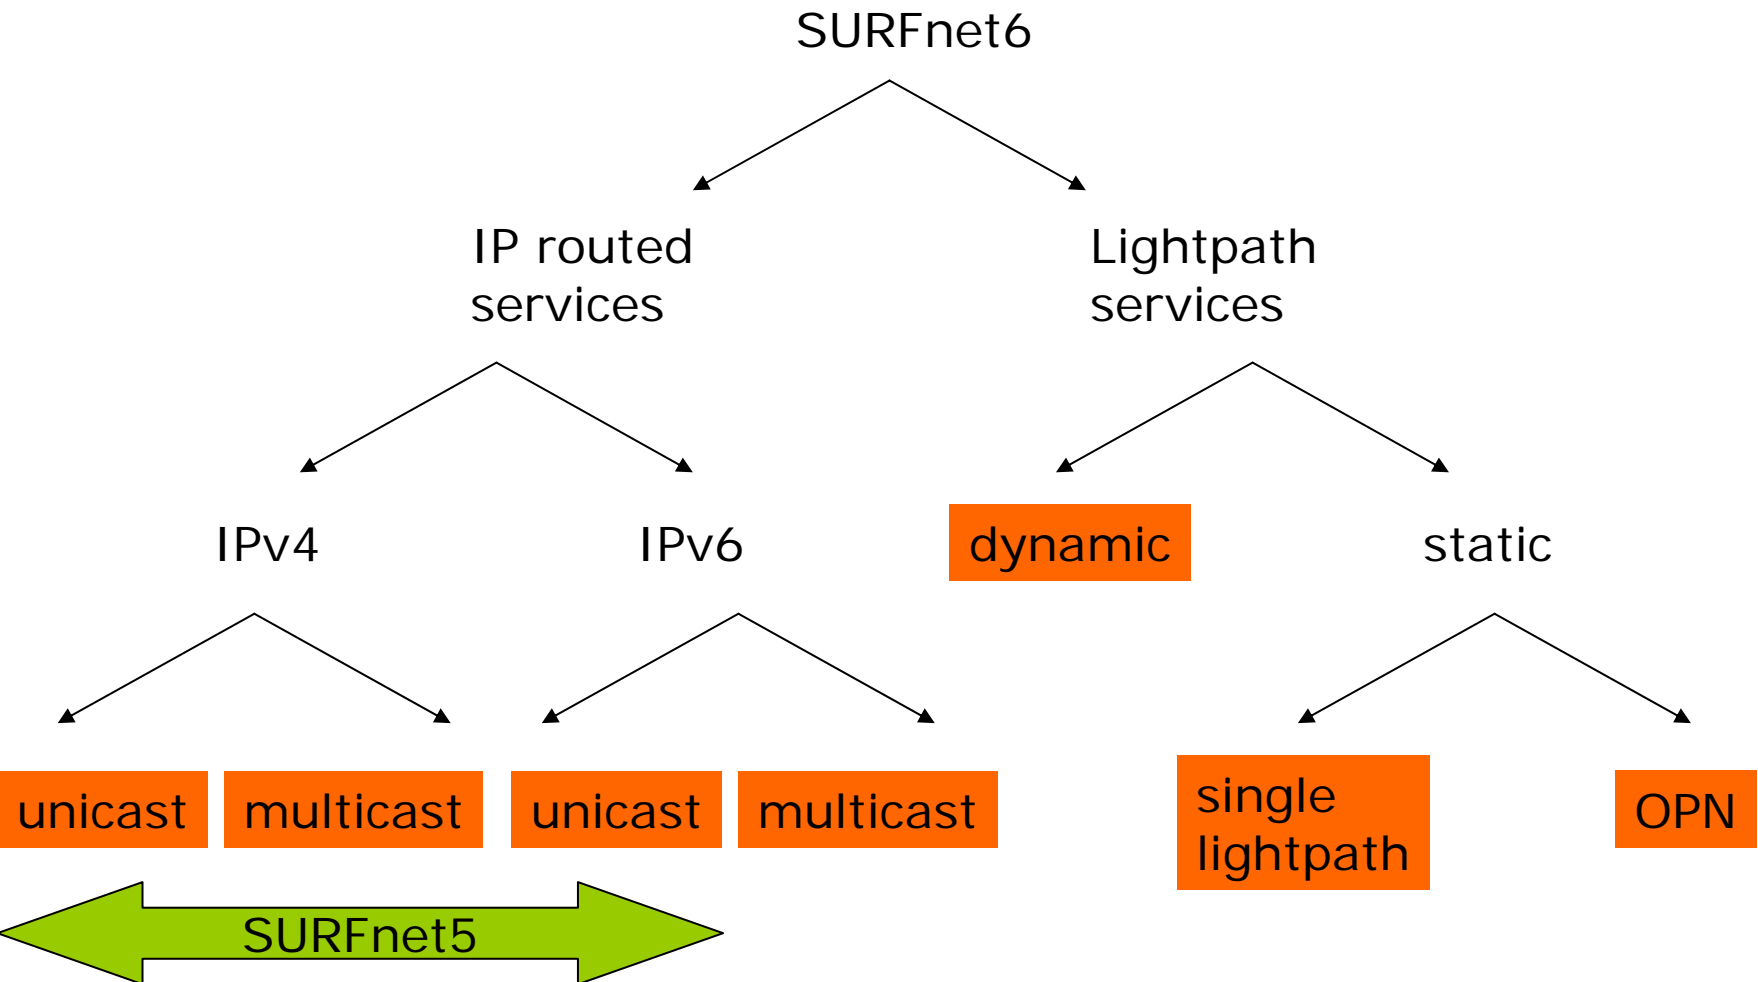 SURFnet6
IP routed
services
Lightpath
services
IPv4
IPv6
dynamic
static
unicast
multicast
unicast
multicast
single
lightpath
OPN
SURFnet5